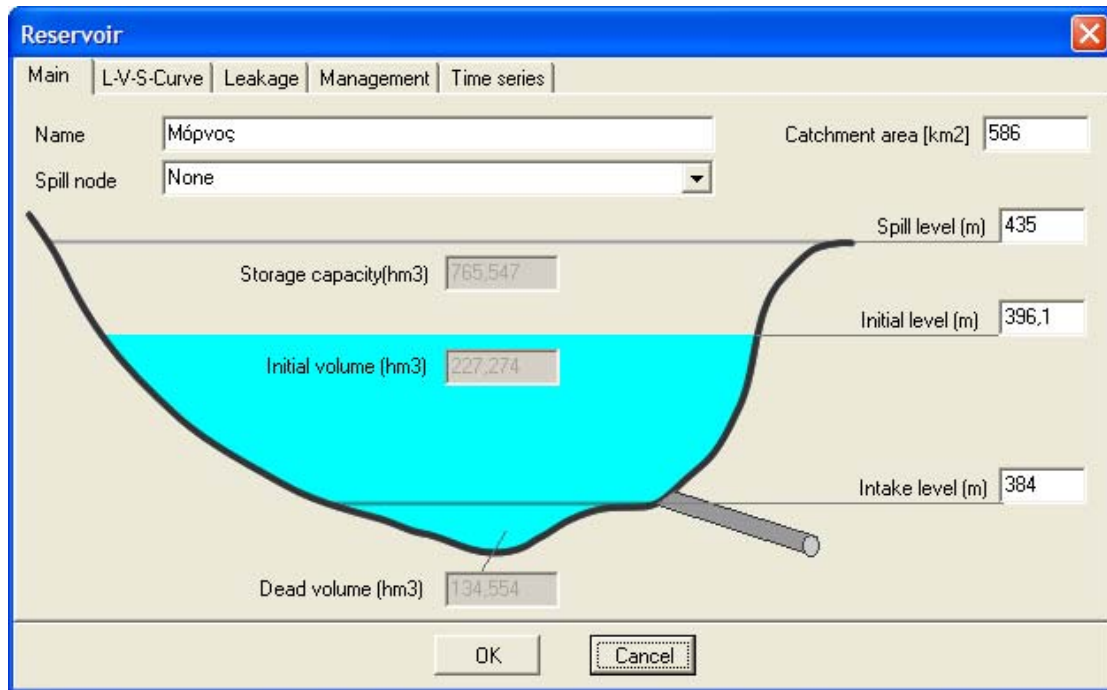 Reservoir
Main L-V-S-Curve Leakage Management Time series
Name Μόρνος Catchment area [km2] 586
Spill node None
Spill level (m) 435
Storage capacity(hm3) 765,547
Initial level (m) 396,1
Initial volume (hm3) 227,274
Intake level (m) 384
Dead volume (hm3) 134,554
OK Cancel